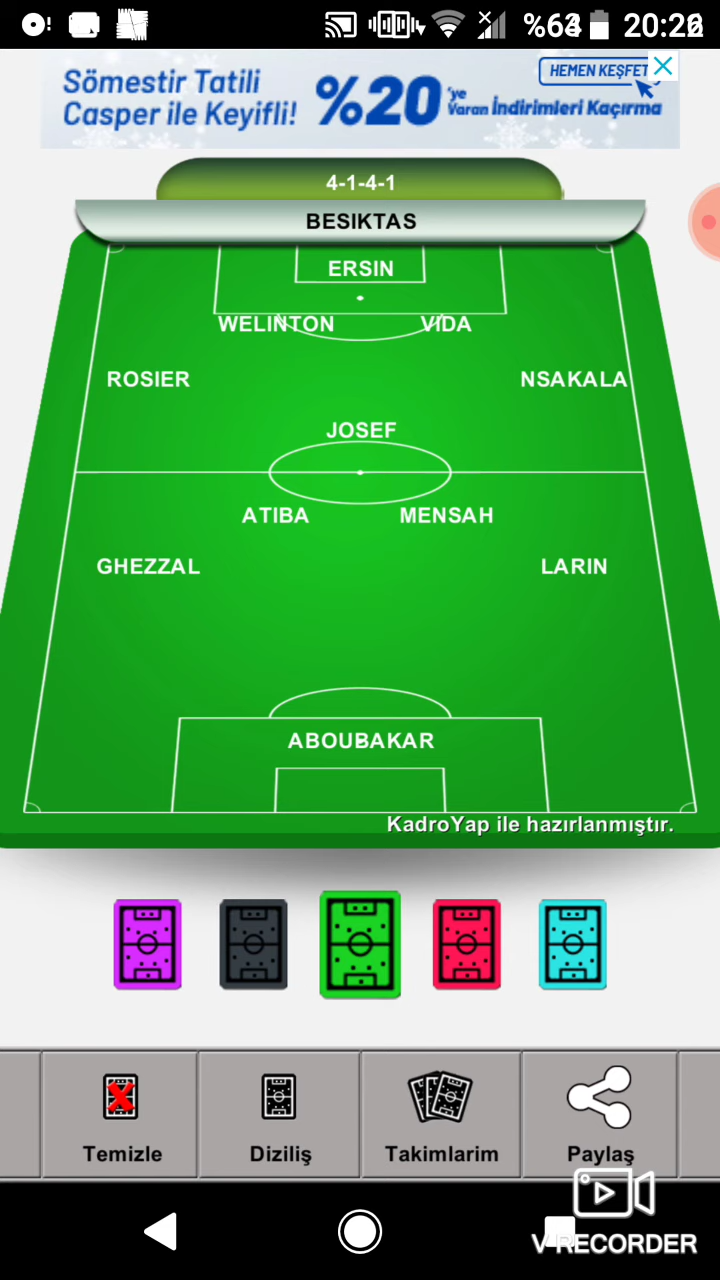 20:26
Sömestir Tatili
Casper ile Keyifli!
%20 'ye Varan İndirimleri Kaçırma
HEMEN KEŞFET
4-1-4-1
BESIKTAS
ERSIN
WELINTON VIDA
ROSIER NSAKALA
JOSEF
ATIBA MENSAH
GHEZZAL LARIN
ABOUBAKAR
KadroYap ile hazırlanmıştır.
Temizle Diziliş Takimlarim Paylaş
V RECORDER